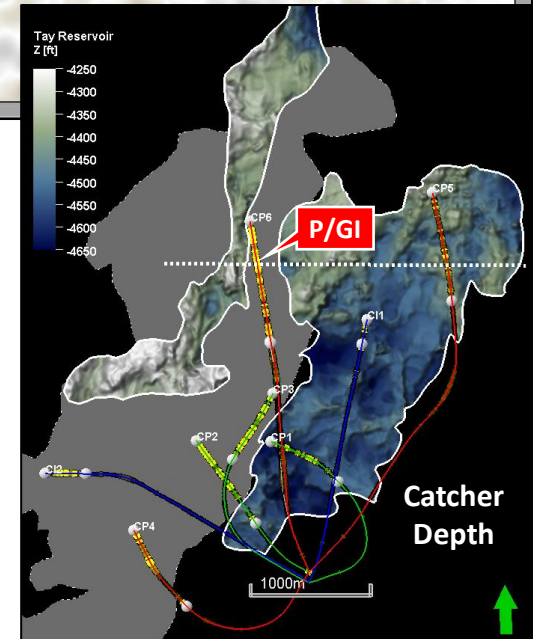 Tay Reservoir
Z [ft]
-4250
-4300
-4350
-4400
-4450
-4500
-4550
-4600
-4650
CP5
CP6
P/GI
CI1
CP3
CP2
CP1
CI2
CP4
Catcher
Depth
1000m